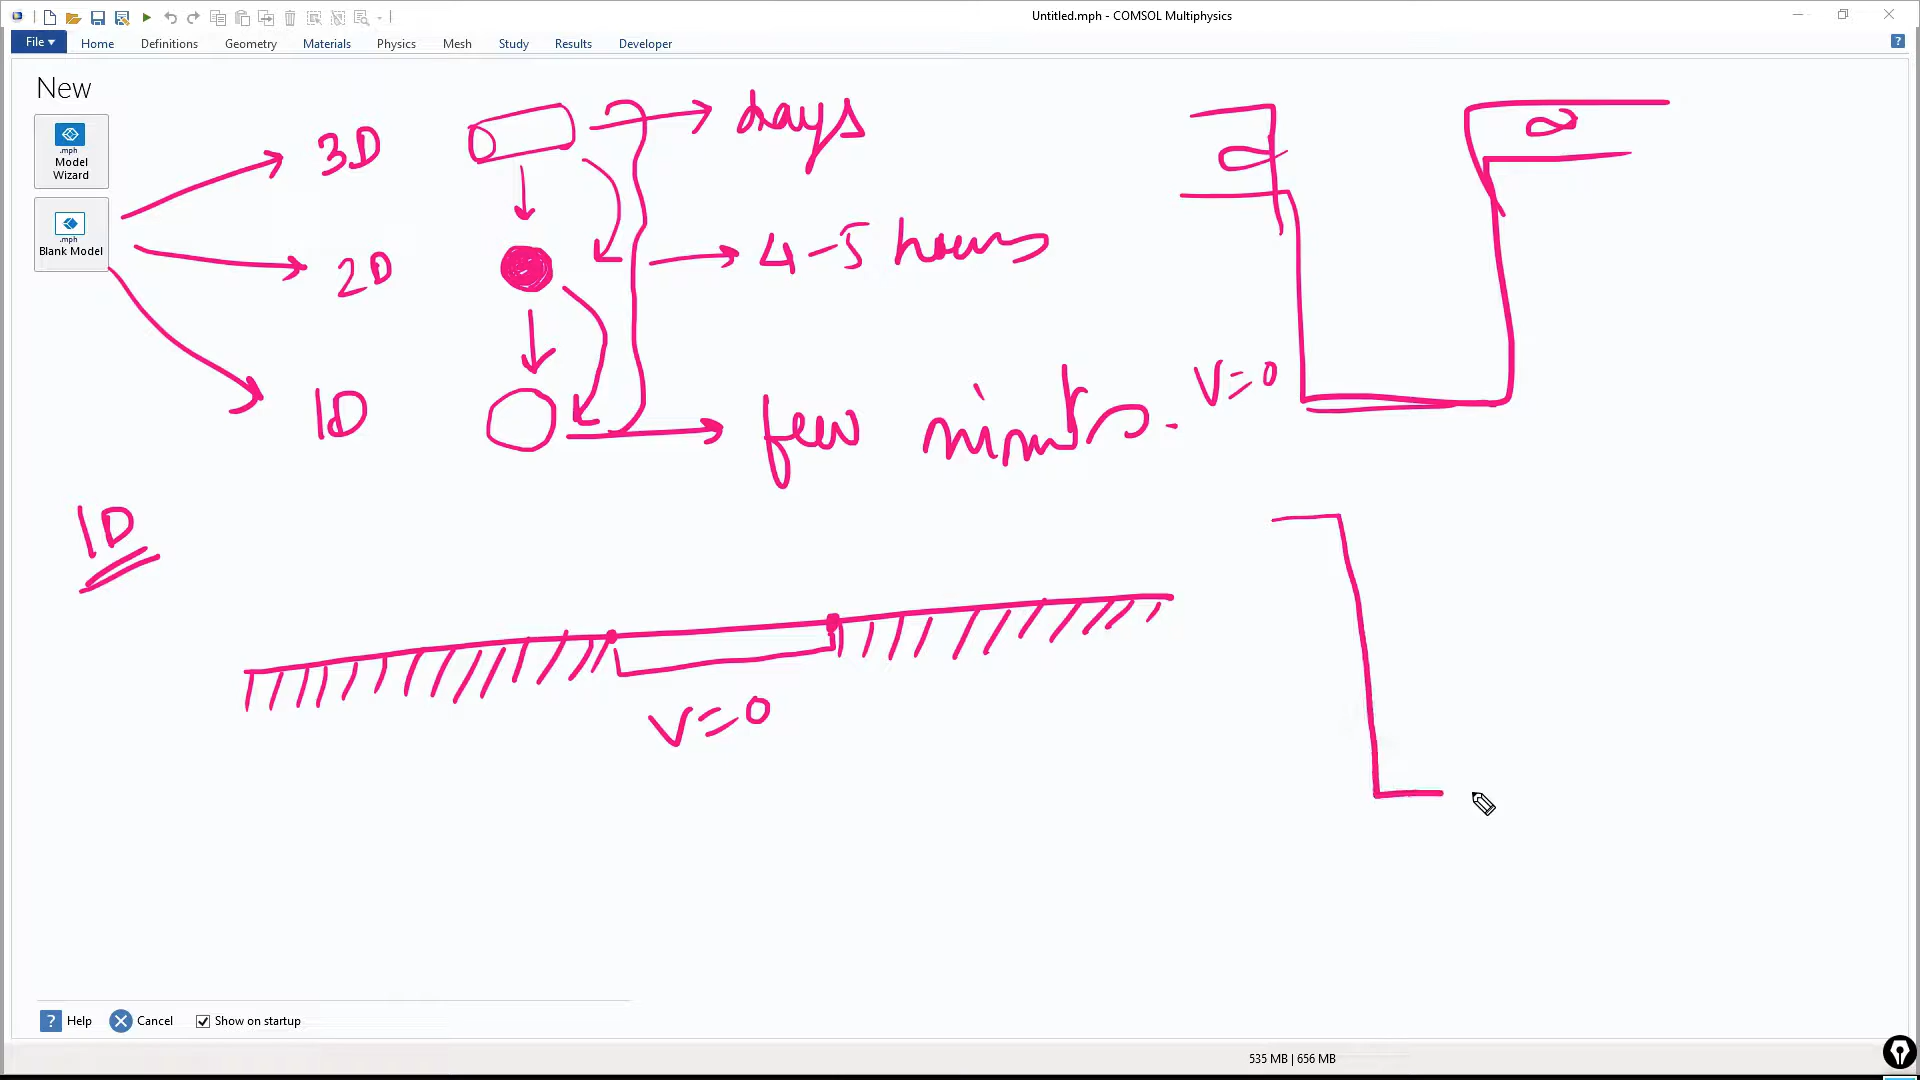 Untitled.mph - COMSOL Multiphysics
File Home Definitions Geometry Materials Physics Mesh Study Results Developer
New
.mph
Model
Wizard
.mph
Blank Model
3D
days
∞
2D
4-5 hours
1D
few
V=0
1D
V=0
Help Cancel Show on startup
535 MB | 656 MB